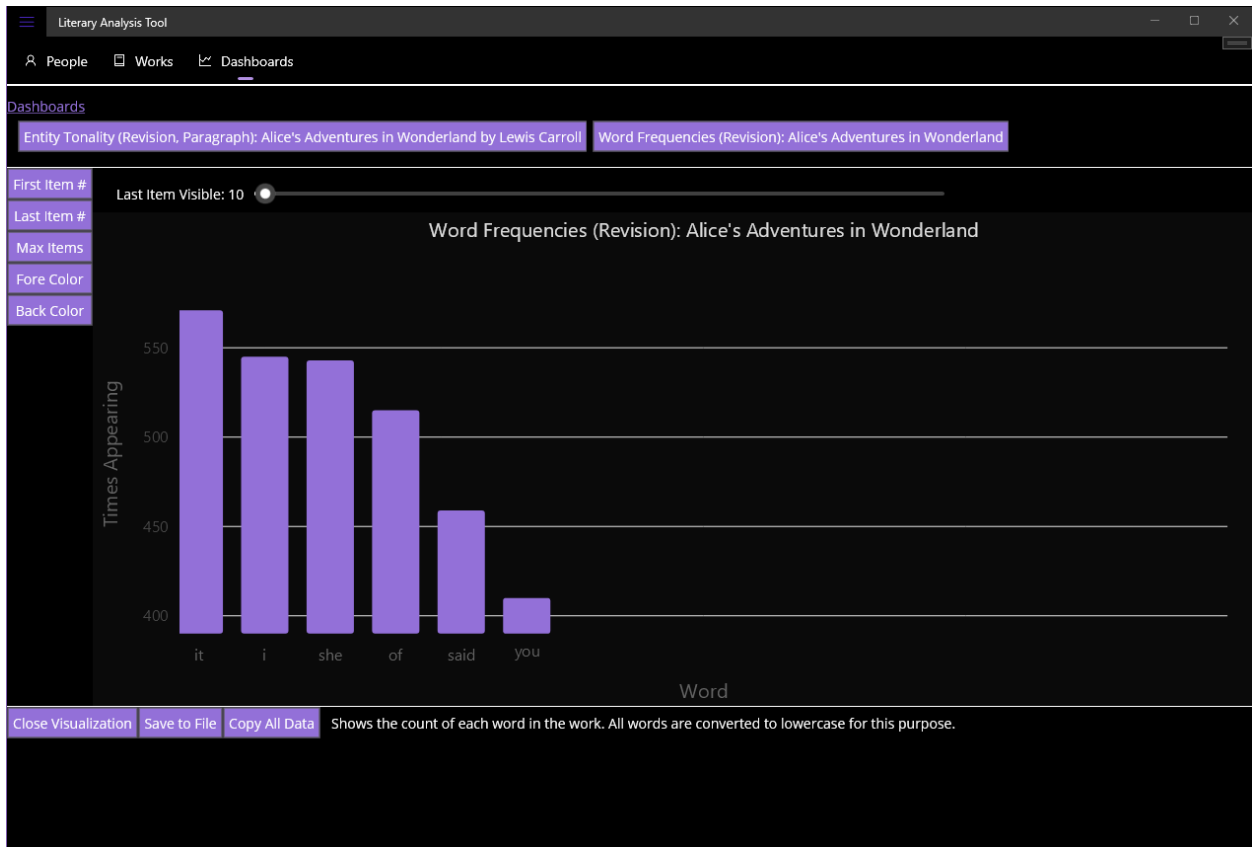 Literary Analysis Tool
People Works Dashboards
Dashboards
Entity Tonality (Revision, Paragraph): Alice's Adventures in Wonderland by Lewis Carroll Word Frequencies (Revision): Alice's Adventures in Wonderland
First Item #
Last Item #
Max Items
Fore Color
Back Color
Last Item Visible: 10
Word Frequencies (Revision): Alice's Adventures in Wonderland
Times Appearing
550
500
450
400
it i she of said you
Word
Close Visualization Save to File Copy All Data Shows the count of each word in the work. All words are converted to lowercase for this purpose.